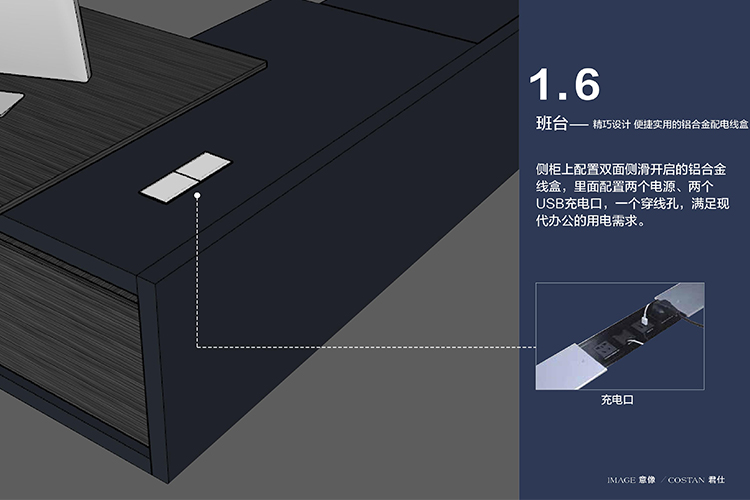 1.6
班台— 精巧设计 便捷实用的铝合金配电线盒
侧柜上配置双面侧滑开启的铝合金
线盒，里面配置两个电源、两个
USB充电口，一个穿线孔，满足现
代办公的用电需求。
充电口
IMAGE 意像 ／COSTAN 君仕